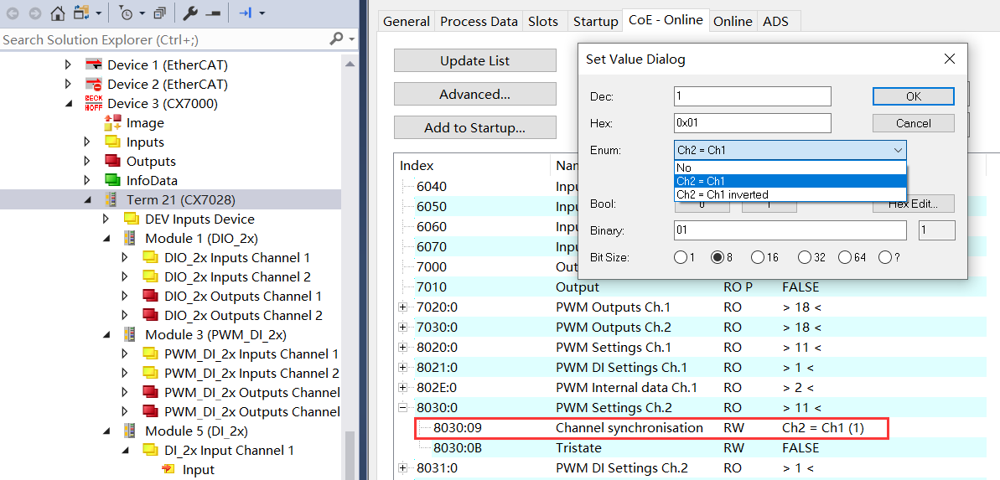 Search Solution Explorer (Ctrl+;)
Device 1 (EtherCAT)
Device 2 (EtherCAT)
BECK
HOFF
Device 3 (CX7000)
Image
Inputs
Outputs
InfoData
Term 21 (CX7028)
DEV Inputs Device
Module 1 (DIO_2x)
DIO_2x Inputs Channel 1
DIO_2x Inputs Channel 2
DIO_2x Outputs Channel 1
DIO_2x Outputs Channel 2
Module 3 (PWM_DI_2x)
PWM_DI_2x Inputs Channel 1
PWM_DI_2x Inputs Channel 2
PWM_DI_2x Outputs Channel
PWM_DI_2x Outputs Channel
Module 5 (DI_2x)
DI_2x Input Channel 1
Input
General Process Data Slots Startup CoE - Online Online ADS
Update List
Advanced...
Add to Startup...
Set Value Dialog
Dec: 1 OK
Hex: 0x01 Cancel
Enum: Ch2 = Ch1
No
Ch2 = Ch1
Ch2 = Ch1 inverted
Bool: 0 1 Hex Edit...
Binary: 01 1
Bit Size: 1 8 16 32 64 ?
Index Nam
6040 Inpu
6050 Inpu
6060 Inpu
6070 Inpu
7000 Out
7010 Output RO P FALSE
7020:0 PWM Outputs Ch.1 RO > 18 <
7030:0 PWM Outputs Ch.2 RO > 18 <
8020:0 PWM Settings Ch.1 RO > 11 <
8021:0 PWM DI Settings Ch.1 RO > 1 <
802E:0 PWM Internal data Ch.1 RO > 2 <
8030:0 PWM Settings Ch.2 RO > 11 <
8030:09 Channel synchronisation RW Ch2 = Ch1 (1)
8030:0B Tristate RW FALSE
8031:0 PWM DI Settings Ch.2 RO > 1 <